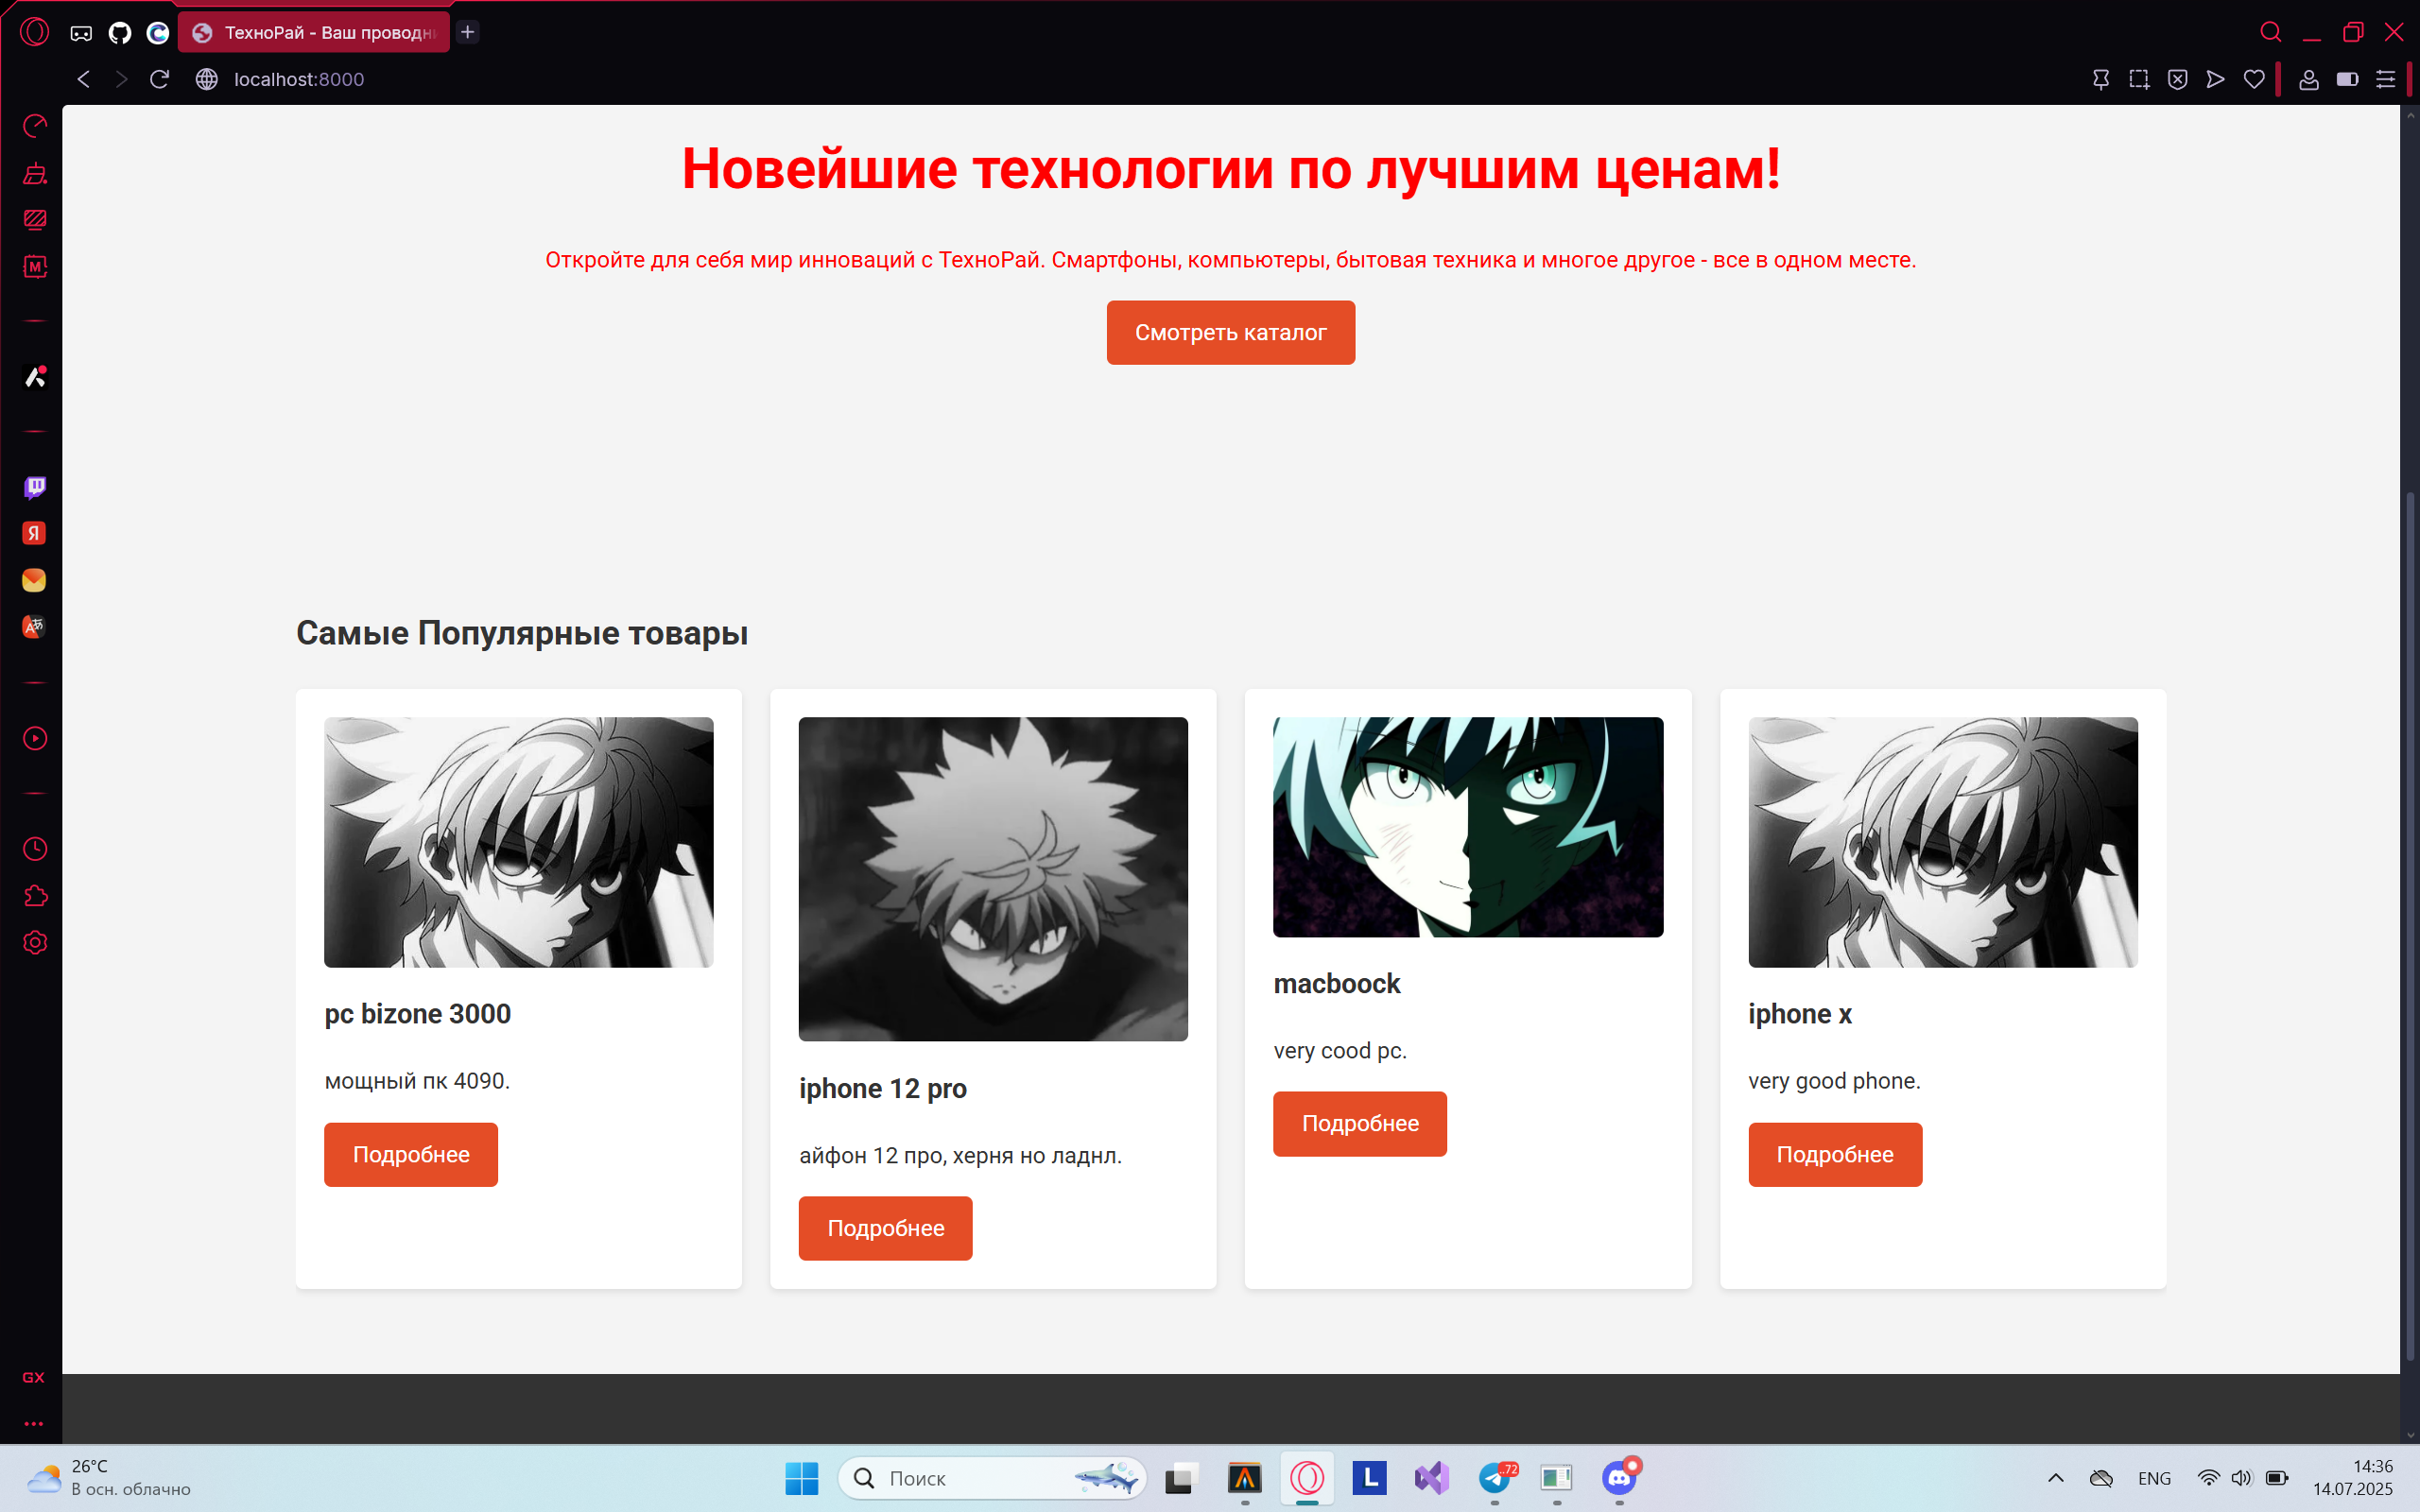 ТехноРай - Ваш проводни
localhost:8000
Новейшие технологии по лучшим ценам!
Откройте для себя мир инноваций с ТехноРай. Смартфоны, компьютеры, бытовая техника и многое другое - все в одном месте.
Смотреть каталог
Самые Популярные товары
pc bizone 3000
мощный пк 4090.
Подробнее
iphone 12 pro
айфон 12 про, херня но ладнл.
Подробнее
macboock
very cood pc.
Подробнее
iphone x
very good phone.
Подробнее
GX
26°C
В осн. облачно
Поиск
..72
ENG
14:36
14.07.2025